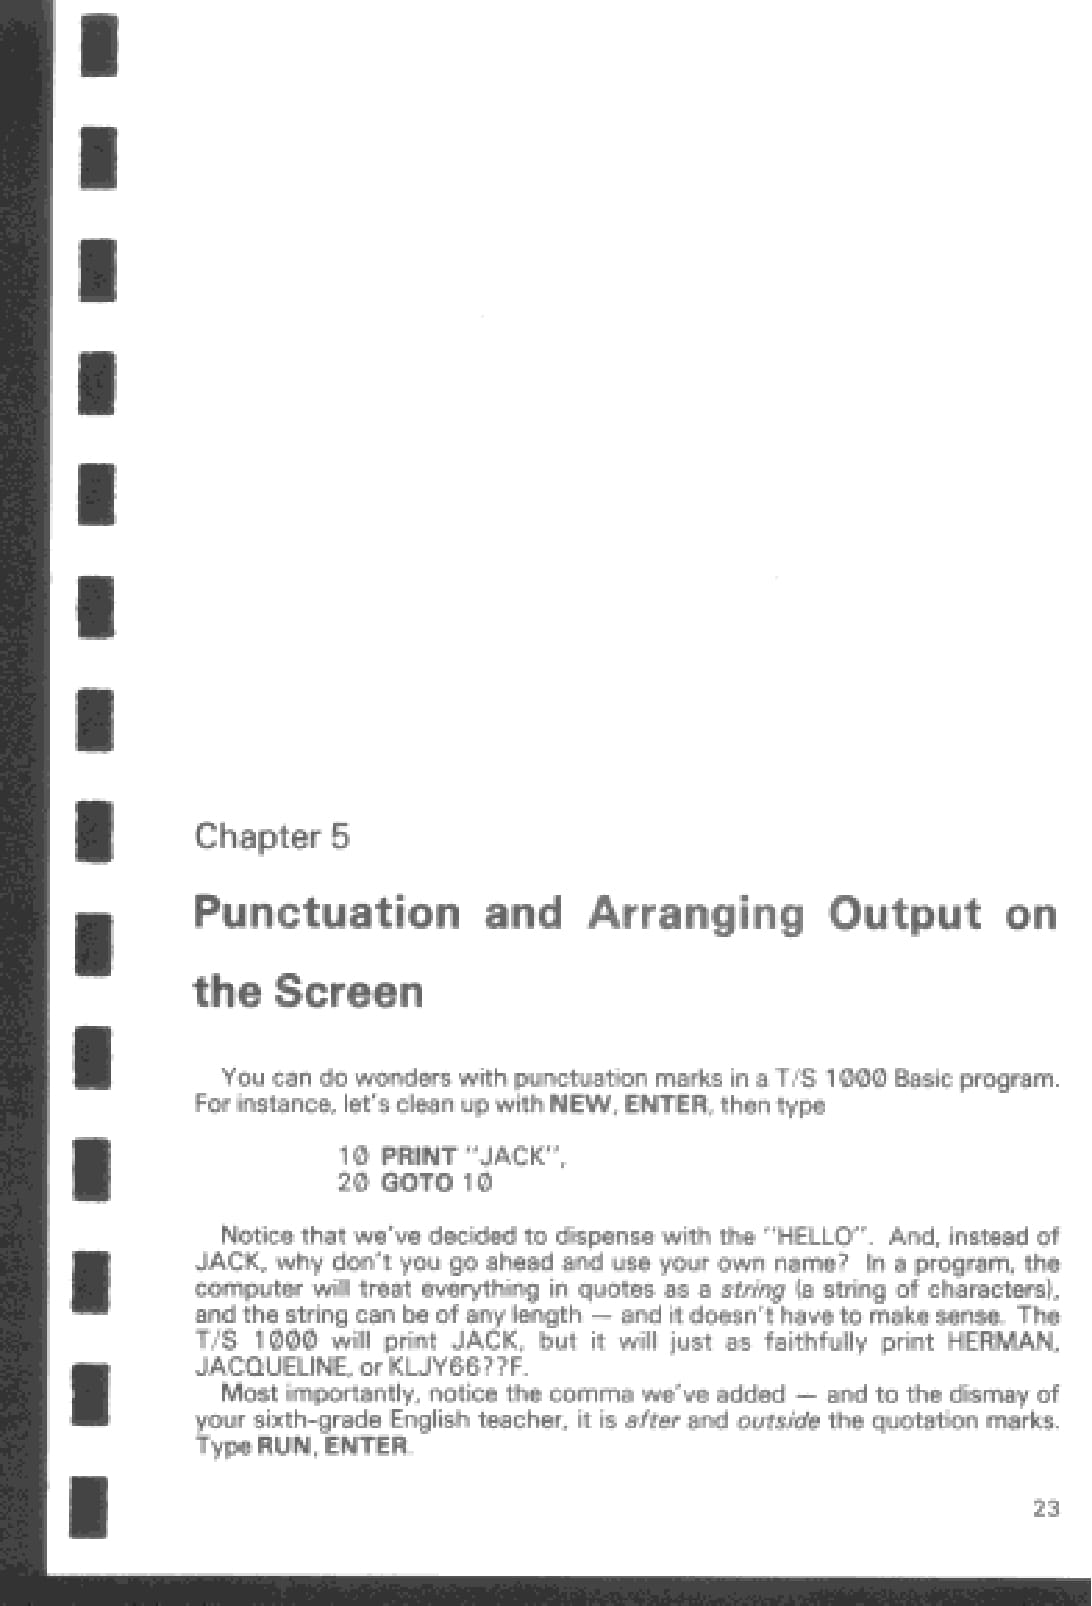 Chapter 5
Punctuation and Arranging Output on
the Screen
You can do wonders with punctuation marks in a T/S 1000 Basic program.
For instance, let's clean up with NEW, ENTER, then type
10 PRINT "JACK",
20 GOTO 10
Notice that we've decided to dispense with the "HELLO". And, instead of
JACK, why don't you go ahead and use your own name? In a program, the
computer will treat everything in quotes as a string (a string of characters),
and the string can be of any length — and it doesn't have to make sense. The
T/S 1000 will print JACK, but it will just as faithfully print HERMAN,
JACQUELINE, or KLJY66??F.
Most importantly, notice the comma we've added — and to the dismay of
your sixth-grade English teacher, it is after and outside the quotation marks.
Type RUN, ENTER.
23